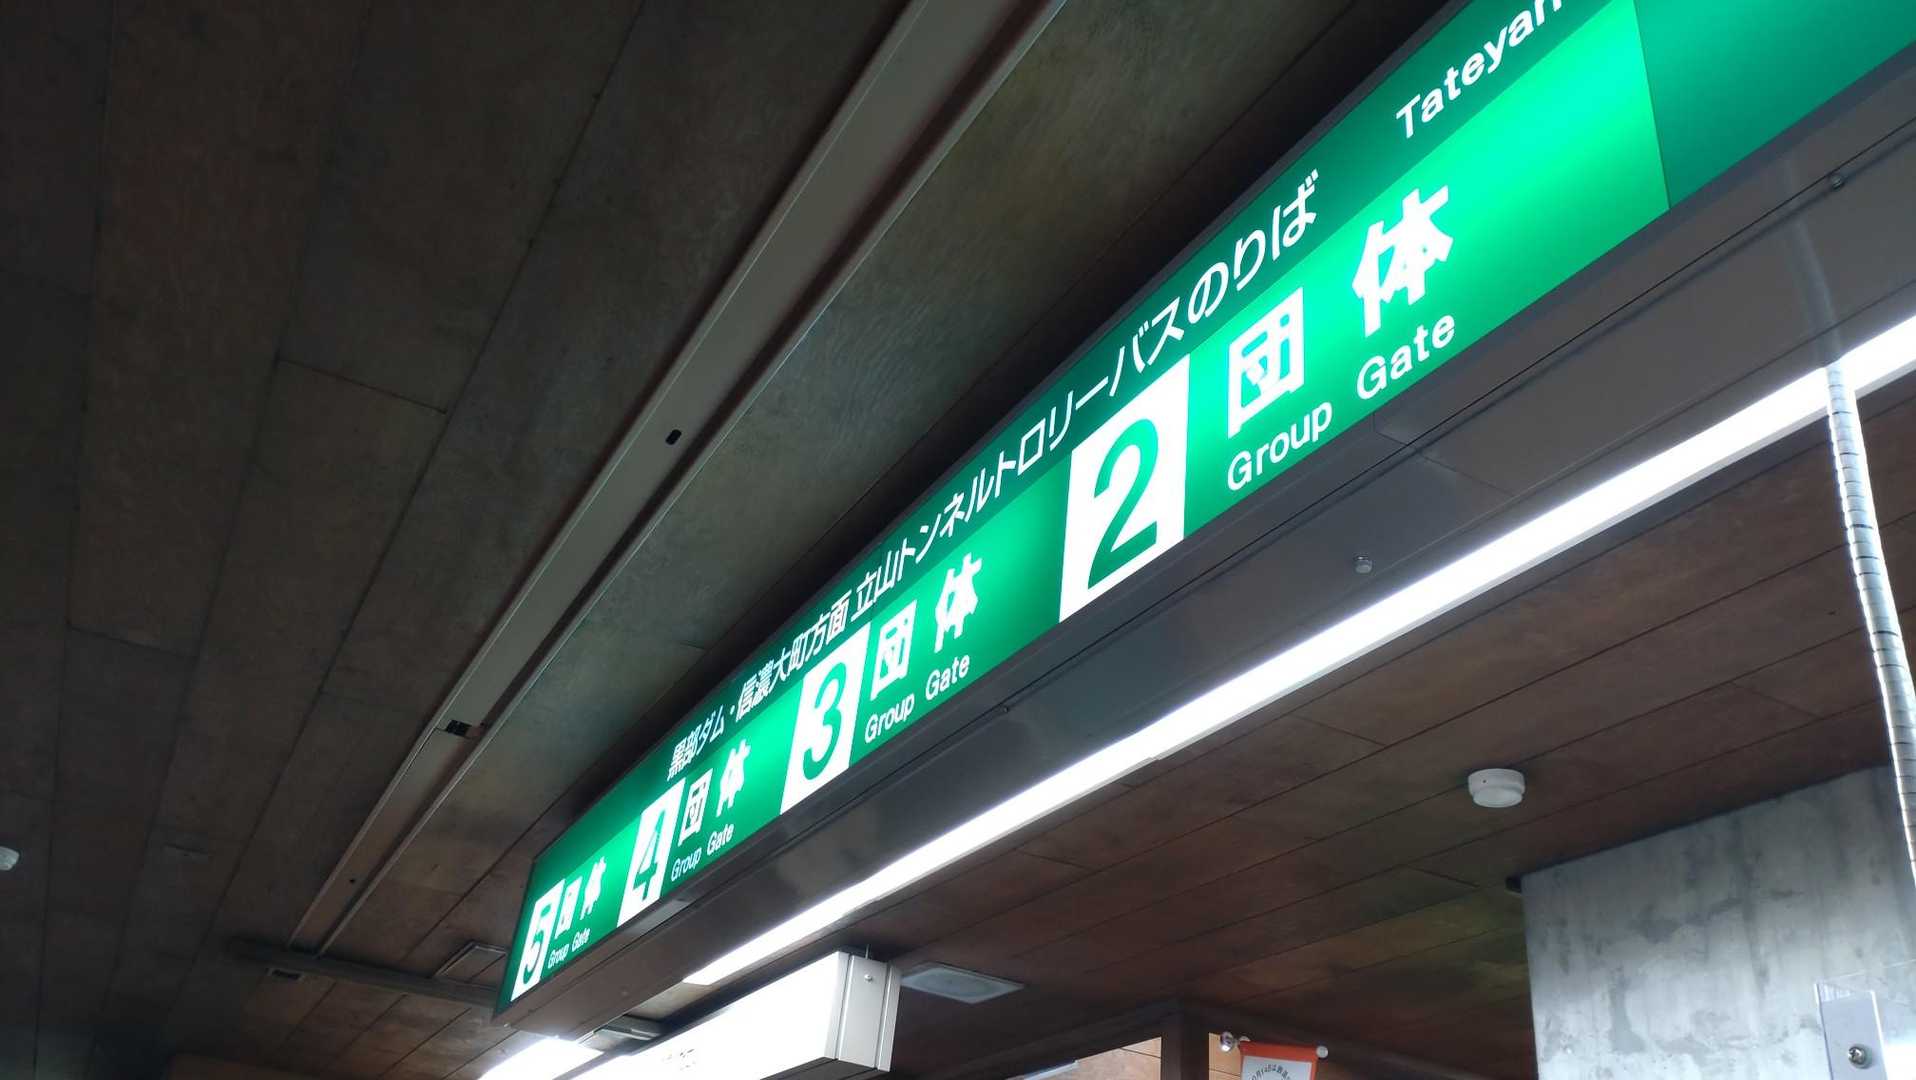 黒部ダム・信濃大町方面 立山トンネルトロリーバスのりば
5 団体
Group Gate
4 団体
Group Gate
3 団体
Group Gate
2 団体
Group Gate